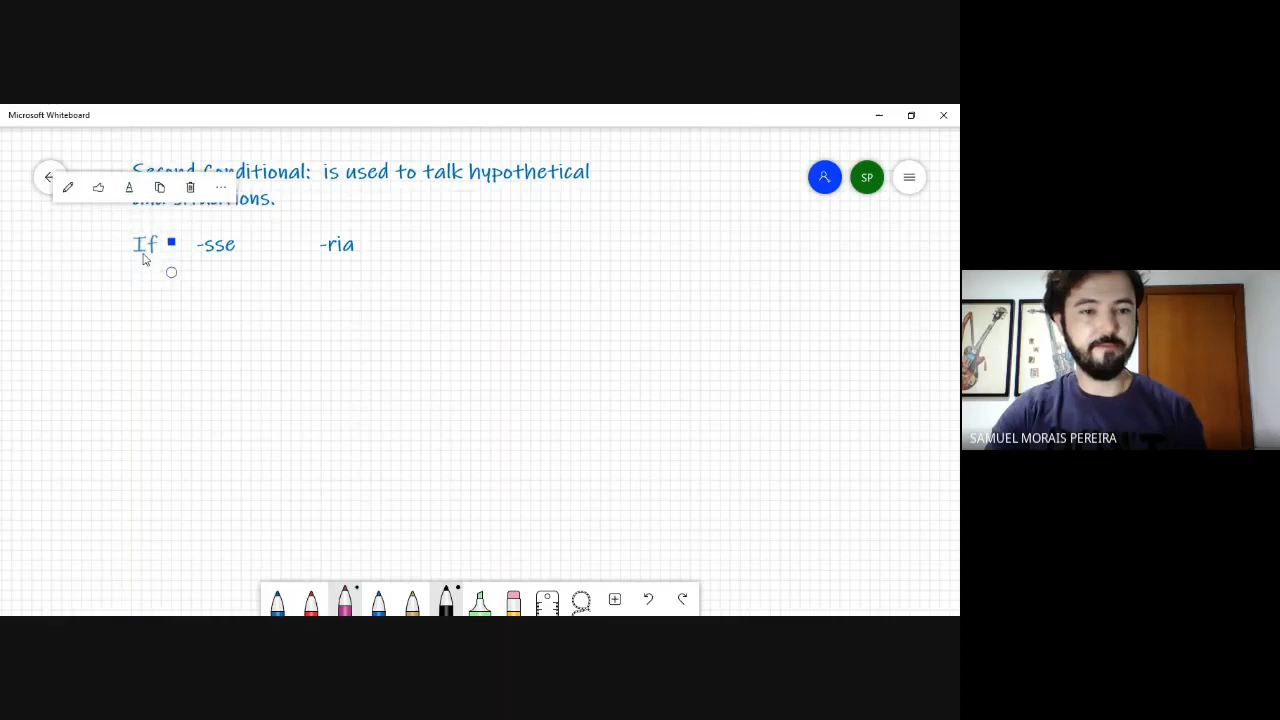 Microsoft Whiteboard
Second Conditional: is used to talk hypothetical
SP
If -sse -ria
SAMUEL MORAIS PEREIRA